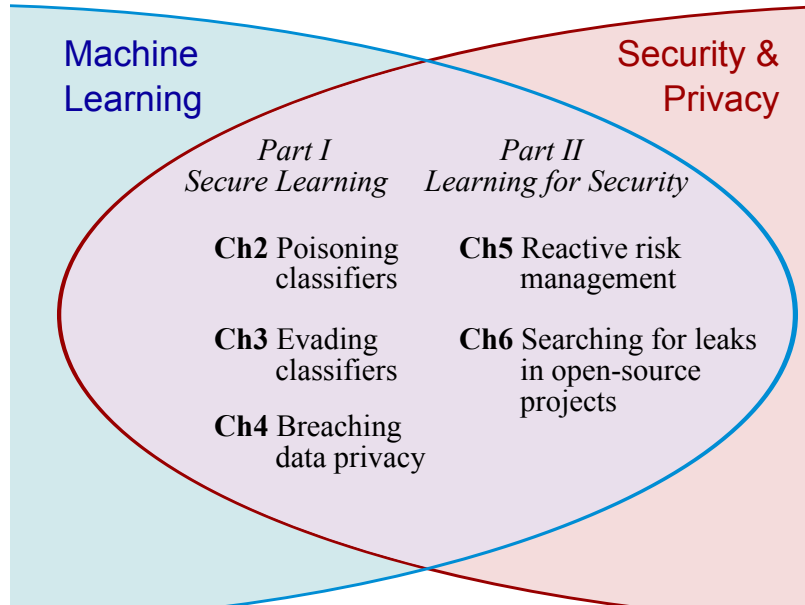 Machine
Learning
Security &
Privacy
Part I
Secure Learning
Ch2 Poisoning
classifiers
Ch3 Evading
classifiers
Ch4 Breaching
data privacy
Part II
Learning for Security
Ch5 Reactive risk
management
Ch6 Searching for leaks
in open-source
projects